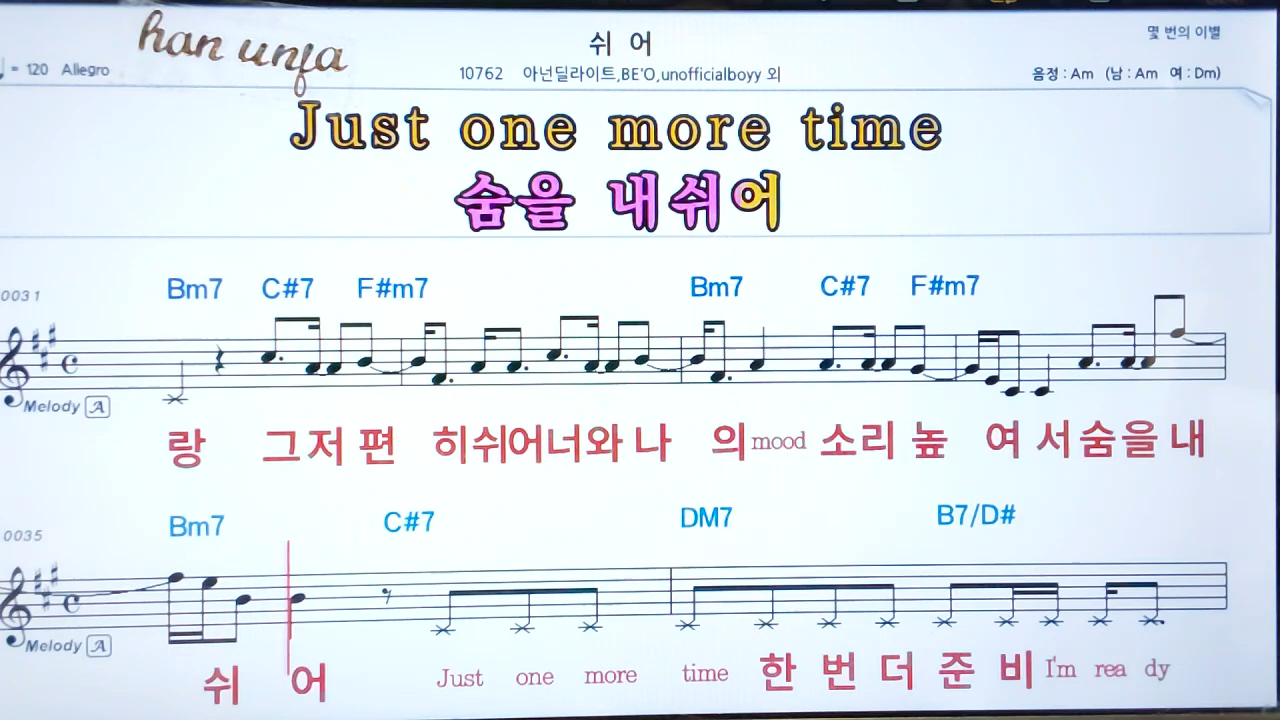 han unja
쉬 어
몇 번의 이별
♩= 120 Allegro
10762 아넌딜라이트,BE'O,unofficialboyy 외
음정 : Am (남 : Am 여 : Dm)
Just one more time
숨을 내쉬어
0031
Bm7 C#7 F#m7 Bm7 C#7 F#m7
Melody A
랑 그저 편 히쉬어너와 나 의 mood 소리 높 여 서숨을 내
0035
Bm7 C#7 DM7 B7/D#
Melody A
쉬 어 Just one more time 한 번 더 준 비 I'm rea dy